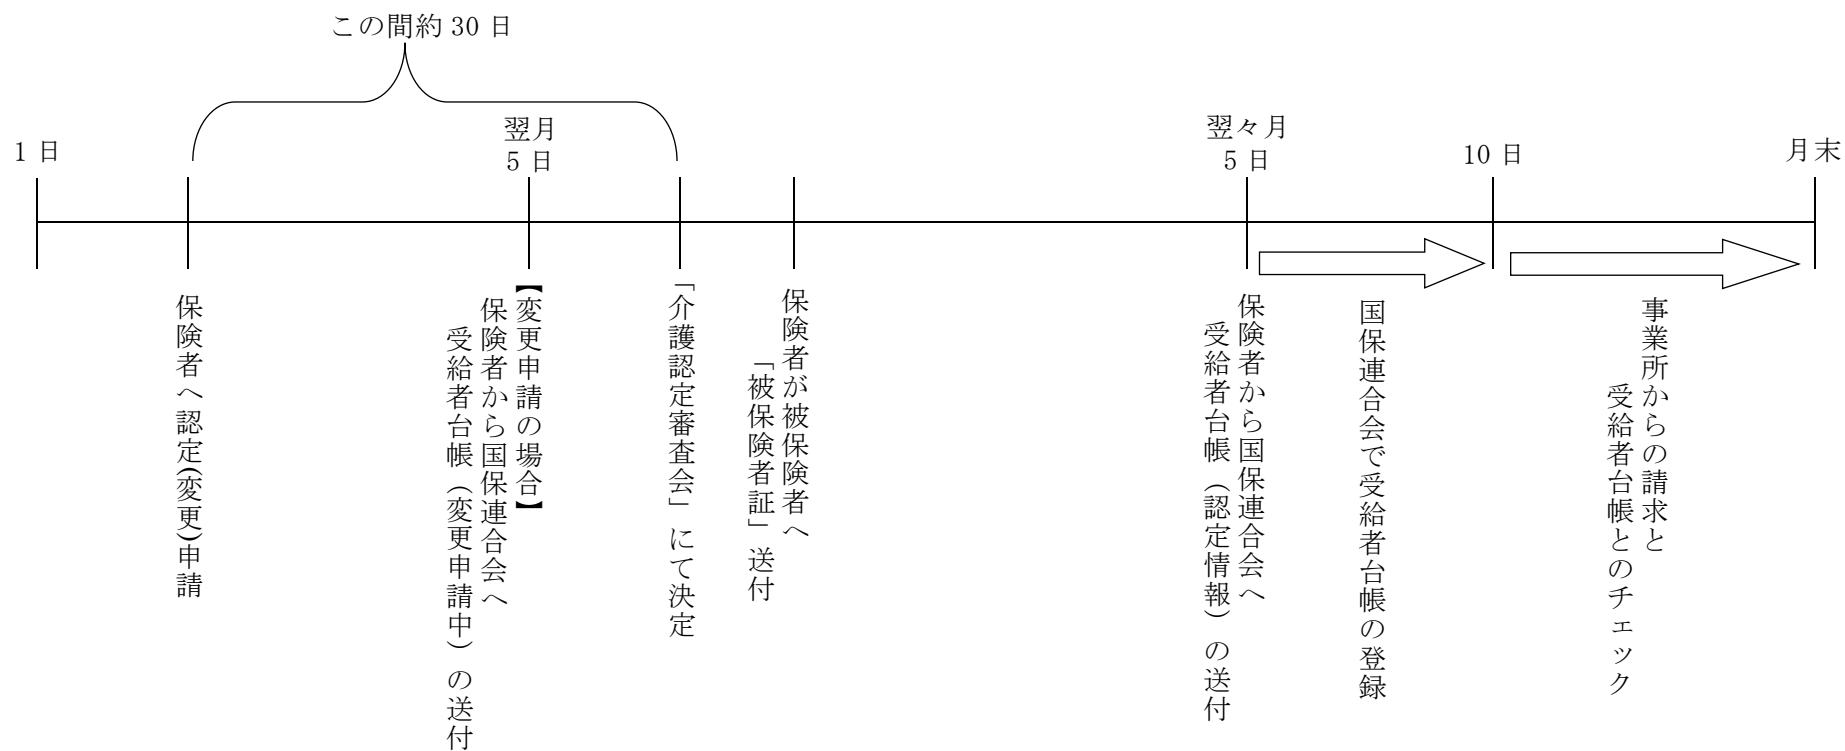 この間約 30 日
1 日
翌月
5 日
翌々月
5 日
10 日
月末
保険者へ認定(変更)申請
【変更申請の場合】
保険者から国保連合会へ
受給者台帳（変更申請中）の送付
「介護認定審査会」にて決定
保険者が被保険者へ
「被保険者証」送付
保険者から国保連合会へ
受給者台帳（認定情報）の送付
国保連合会で受給者台帳の登録
事業所からの請求と
受給者台帳とのチェック